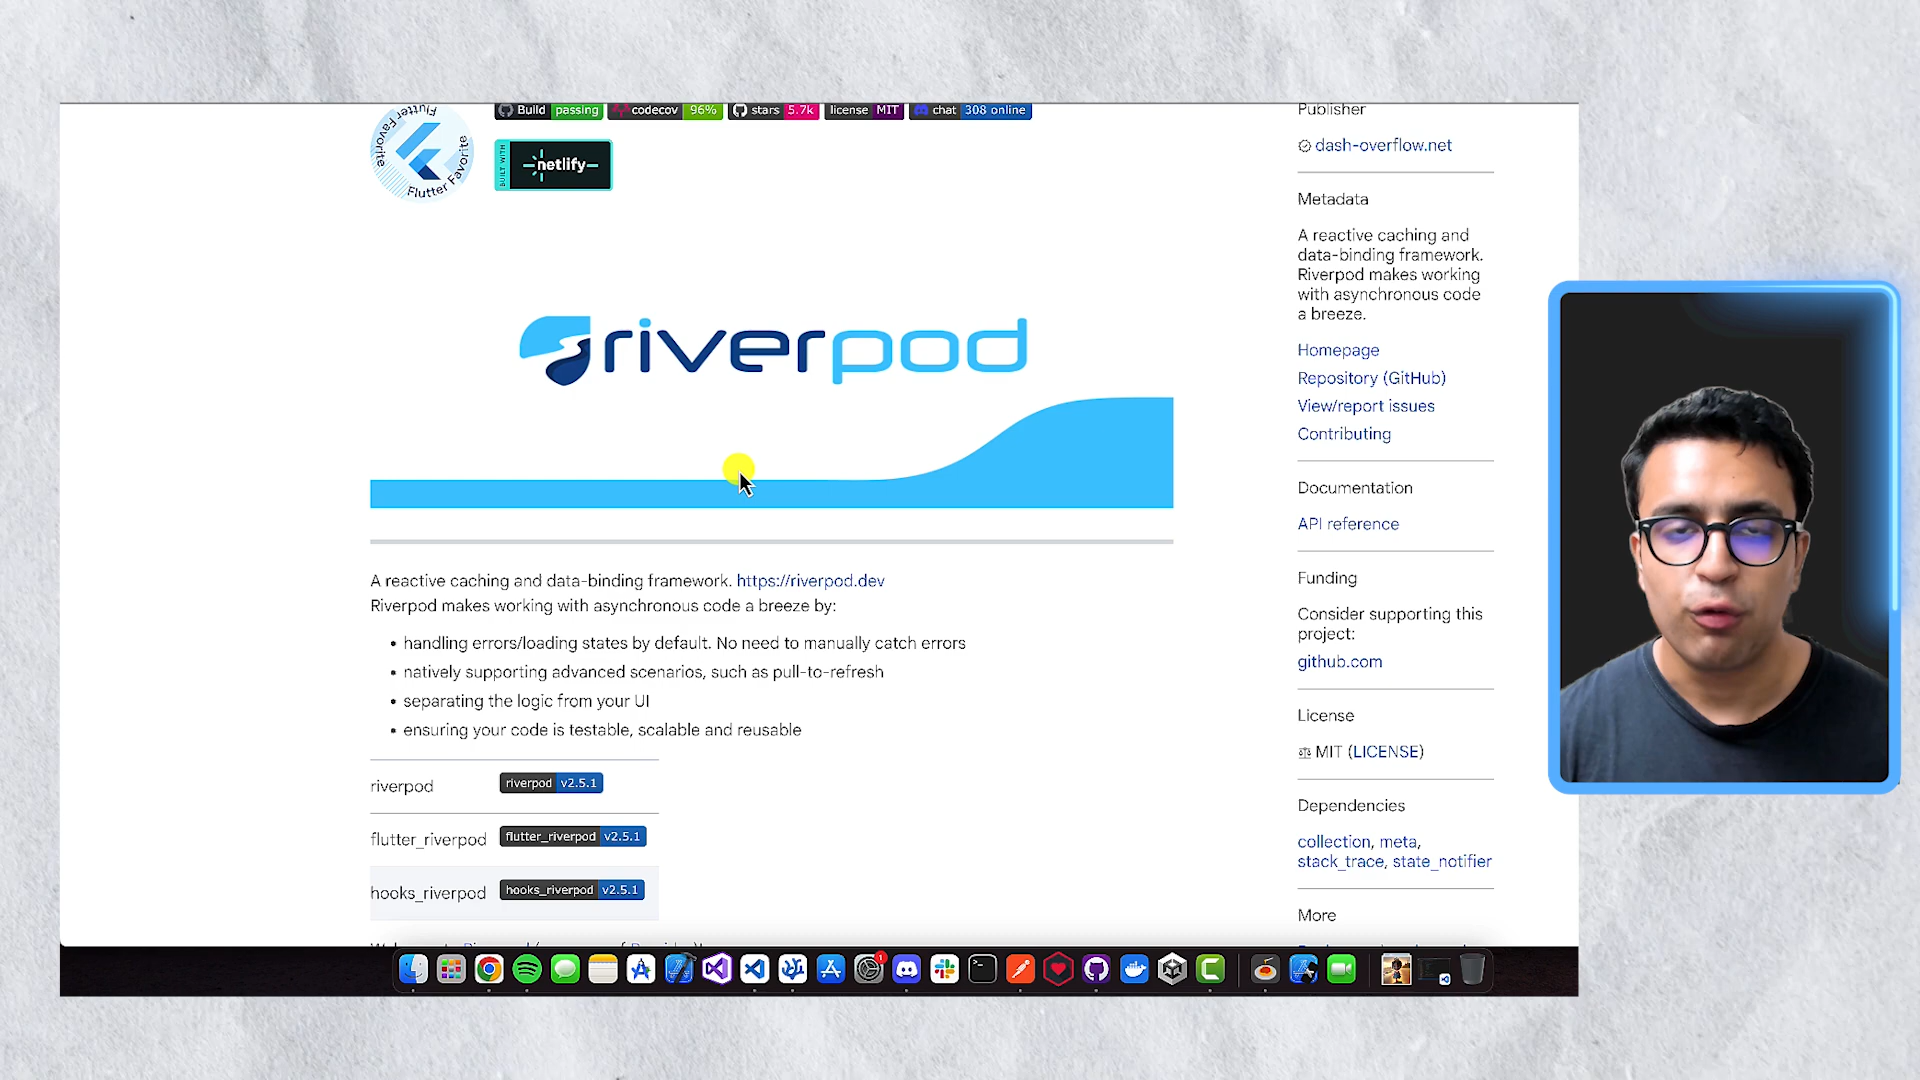 Flutter Favorite
Flutter Favorite
Build passing
codecov 96%
stars 5.7k
license MIT
chat 308 online
BUILT WITH
netlify
riverpod
A reactive caching and data-binding framework. https://riverpod.dev
Riverpod makes working with asynchronous code a breeze by:
• handling errors/loading states by default. No need to manually catch errors
• natively supporting advanced scenarios, such as pull-to-refresh
• separating the logic from your UI
• ensuring your code is testable, scalable and reusable
riverpod riverpod v2.5.1
flutter_riverpod flutter_riverpod v2.5.1
hooks_riverpod hooks_riverpod v2.5.1
Publisher
dash-overflow.net
Metadata
A reactive caching and
data-binding framework.
Riverpod makes working
with asynchronous code
a breeze.
Homepage
Repository (GitHub)
View/report issues
Contributing
Documentation
API reference
Funding
Consider supporting this
project:
github.com
License
MIT (LICENSE)
Dependencies
collection, meta,
stack_trace, state_notifier
More
1